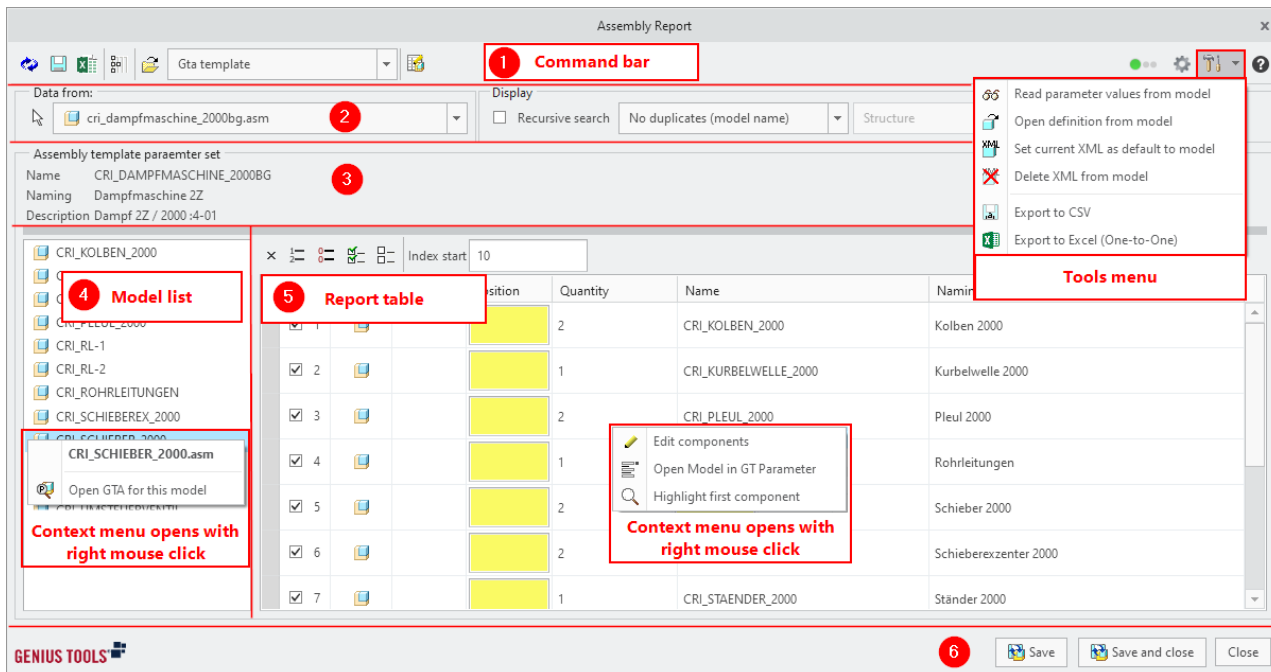 Assembly Report
x
Gta template
1 Command bar
Data from:
cri_dampfmaschine_2000bg.asm
2
Display
Recursive search
No duplicates (model name)
Structure
Read parameter values from model
Open definition from model
XML Set current XML as default to model
Delete XML from model
Export to CSV
Export to Excel (One-to-One)
Tools menu
Assembly template paraemter set
Name CRI_DAMPFMASCHINE_2000BG
3
Naming Dampfmaschine 2Z
Description Dampf 2Z / 2000 :4-01
CRI_KOLBEN_2000
4 Model list
CRI_PLEUL_2000
CRI_RL-1
CRI_RL-2
CRI_ROHRLEITUNGEN
CRI_SCHIEBEREX_2000
CRI_SCHIEBER_2000
CRI_SCHIEBER_2000.asm
Open GTA for this model
CRI_UMSTEUERVENTIL
Context menu opens with
right mouse click
Index start 10
5 Report table
sition Quantity Name Namin
1 2 CRI_KOLBEN_2000 Kolben 2000
2 1 CRI_KURBELWELLE_2000 Kurbelwelle 2000
3 2 CRI_PLEUL_2000 Pleul 2000
4 1 Rohrleitungen
5 2 Schieber 2000
6 2 Schieberexzenter 2000
7 1 CRI_STAENDER_2000 Ständer 2000
Edit components
Open Model in GT Parameter
Highlight first component
Context menu opens with
right mouse click
GENIUS TOOLS
6
Save
Save and close
Close